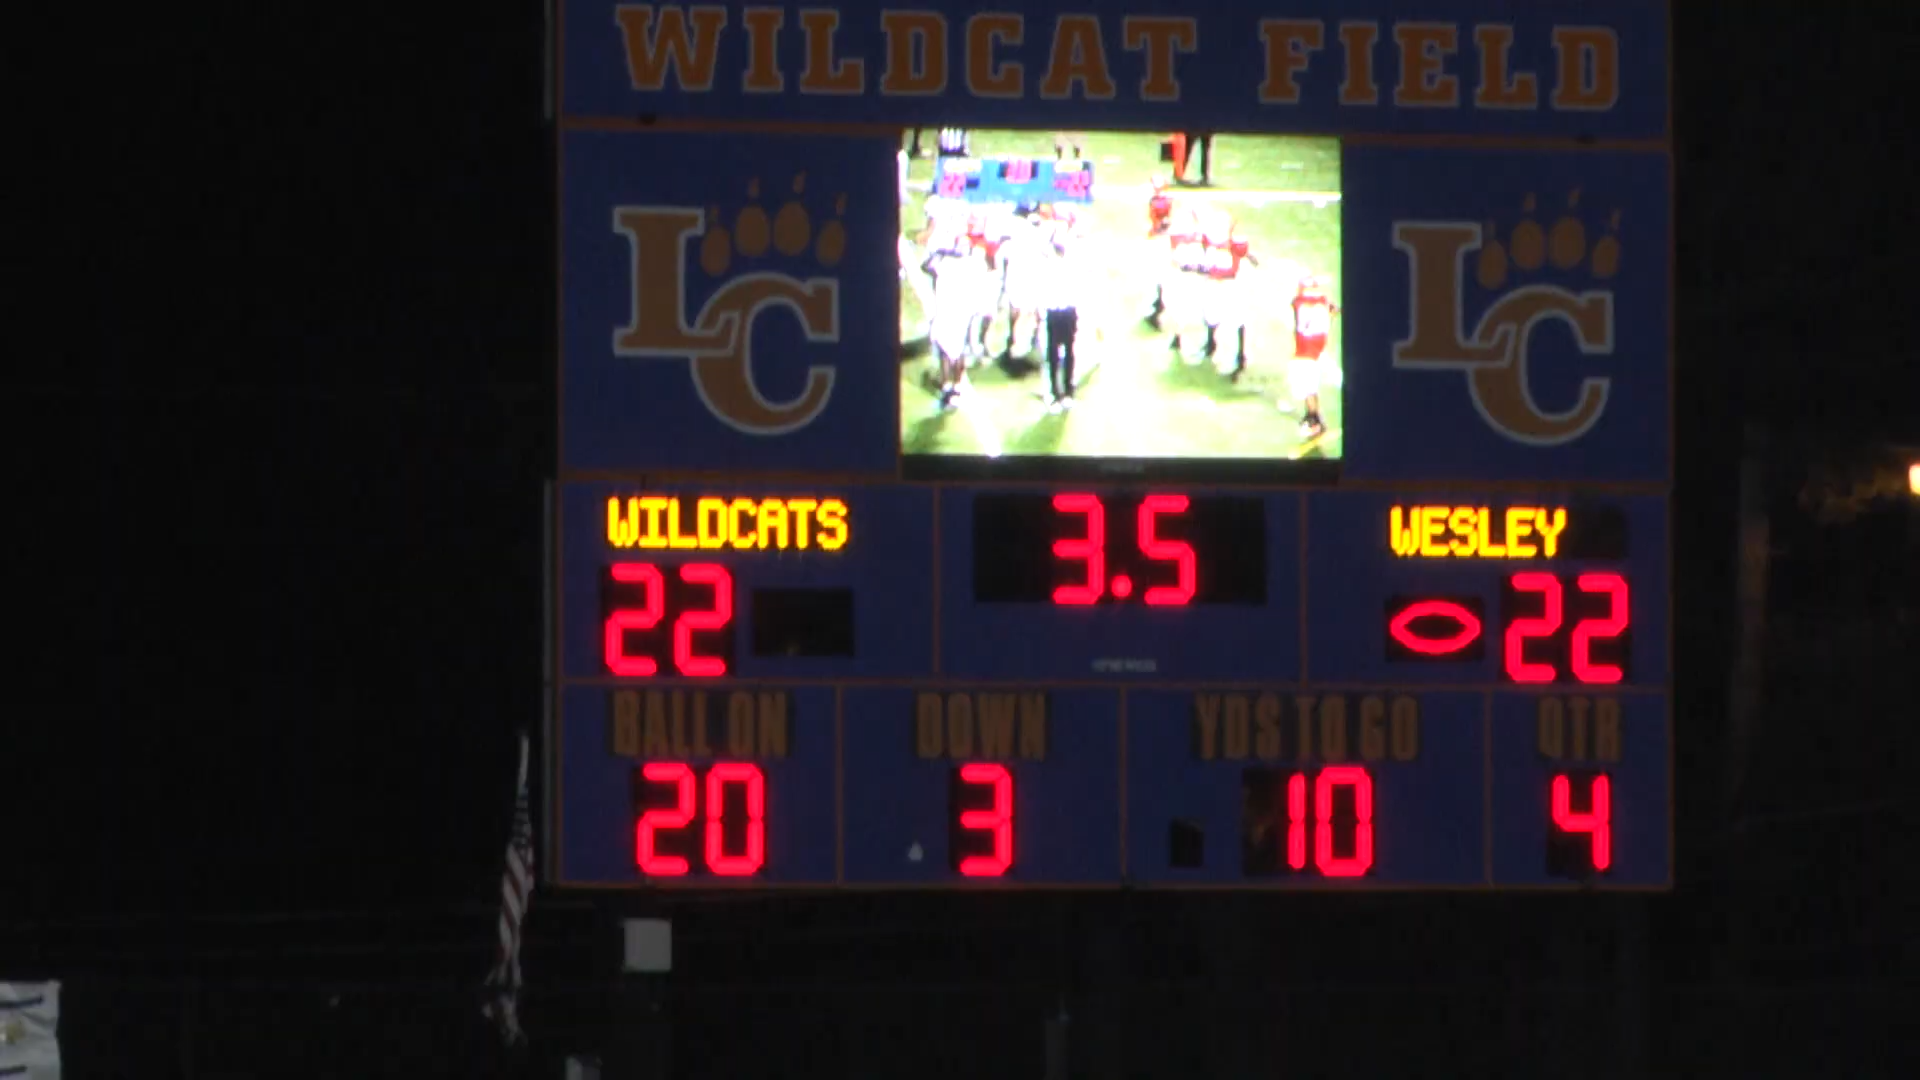 WILDCAT FIELD
LC LC
WILDCATS 3.5 WESLEY
22 22
BALL ON DOWN YDS TO GO QTR
20 3 10 4